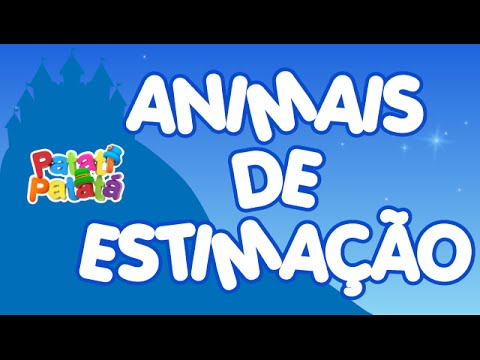 ANIMAIS
DE
ESTIMAÇÃO
Patati
Patatá